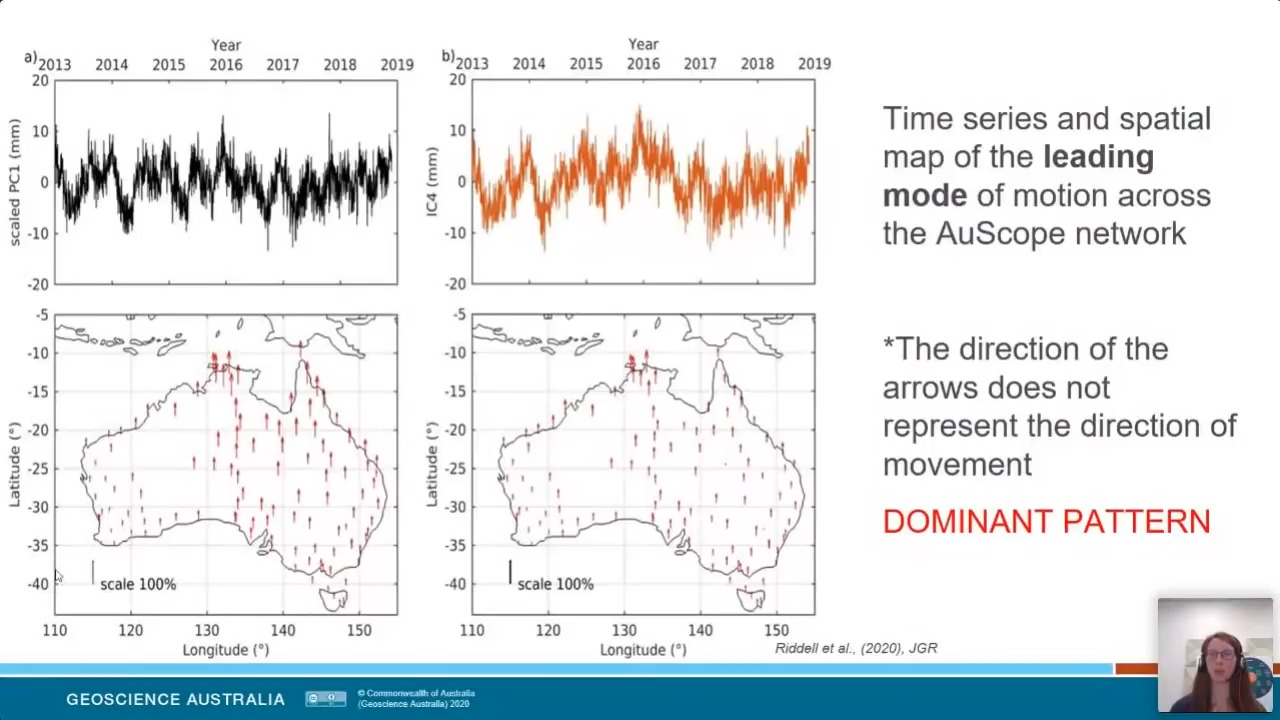 Year
a)
2013 2014 2015 2016 2017 2018 2019
20
10
0
-10
-20
scaled PC1 (mm)
Year
b)
2013 2014 2015 2016 2017 2018 2019
20
10
0
-10
-20
IC4 (mm)
-5
-10
-15
-20
-25
-30
-35
-40
Latitude (°)
scale 100%
110 120 130 140 150
Longitude (°)
-5
-10
-15
-20
-25
-30
-35
-40
Latitude (°)
scale 100%
110 120 130 140 150
Longitude (°)
Time series and spatial
map of the leading
mode of motion across
the AuScope network
*The direction of the
arrows does not
represent the direction of
movement
DOMINANT PATTERN
Riddell et al., (2020), JGR
GEOSCIENCE AUSTRALIA
© Commonwealth of Australia
(Geoscience Australia) 2020